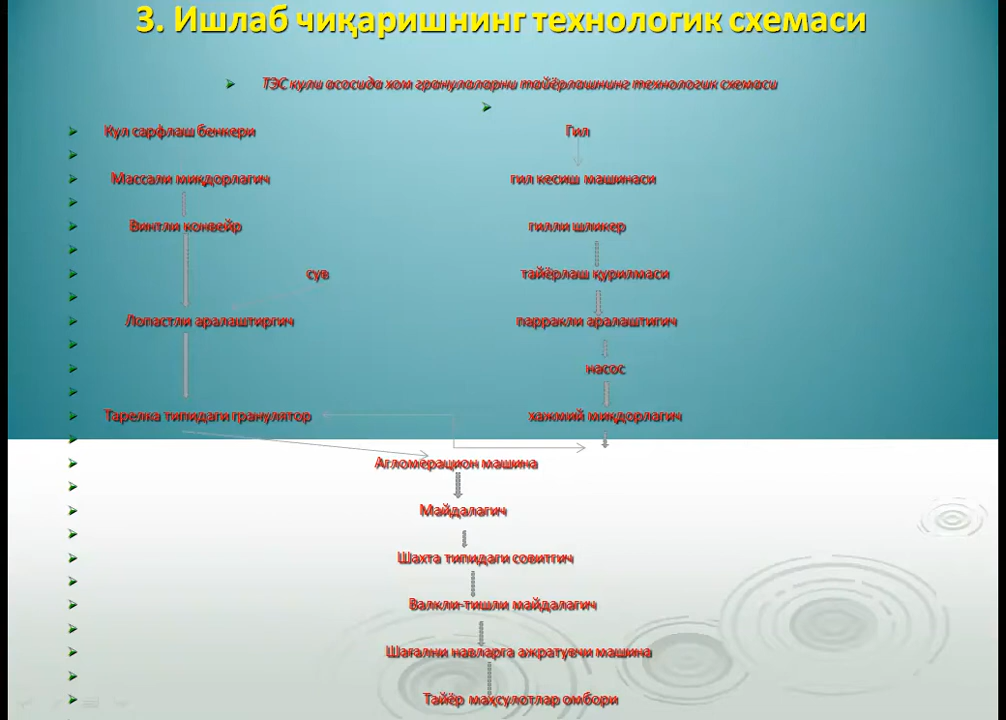 3. Ишлаб чиқаришнинг технологик схемаси
ТЭС кули асосида хом гранулаларни тайёрлашнинг технологик схемаси
Кул сарфлаш бенкери Гил
Массали миқдорлагич гил кесиш машинаси
Винтли конвейр гилли шликер
сув тайёрлаш қурилмаси
Лопастли аралаштиргич парракли аралаштигич
насос
Тарелка типидаги гранулятор хажмий миқдорлагич
Агломерацион машина
Майдалагич
Шахта типидаги совитгич
Валкли-тишли майдалагич
Шағални навларга ажратувчи машина
Тайёр маҳсулотлар омбори